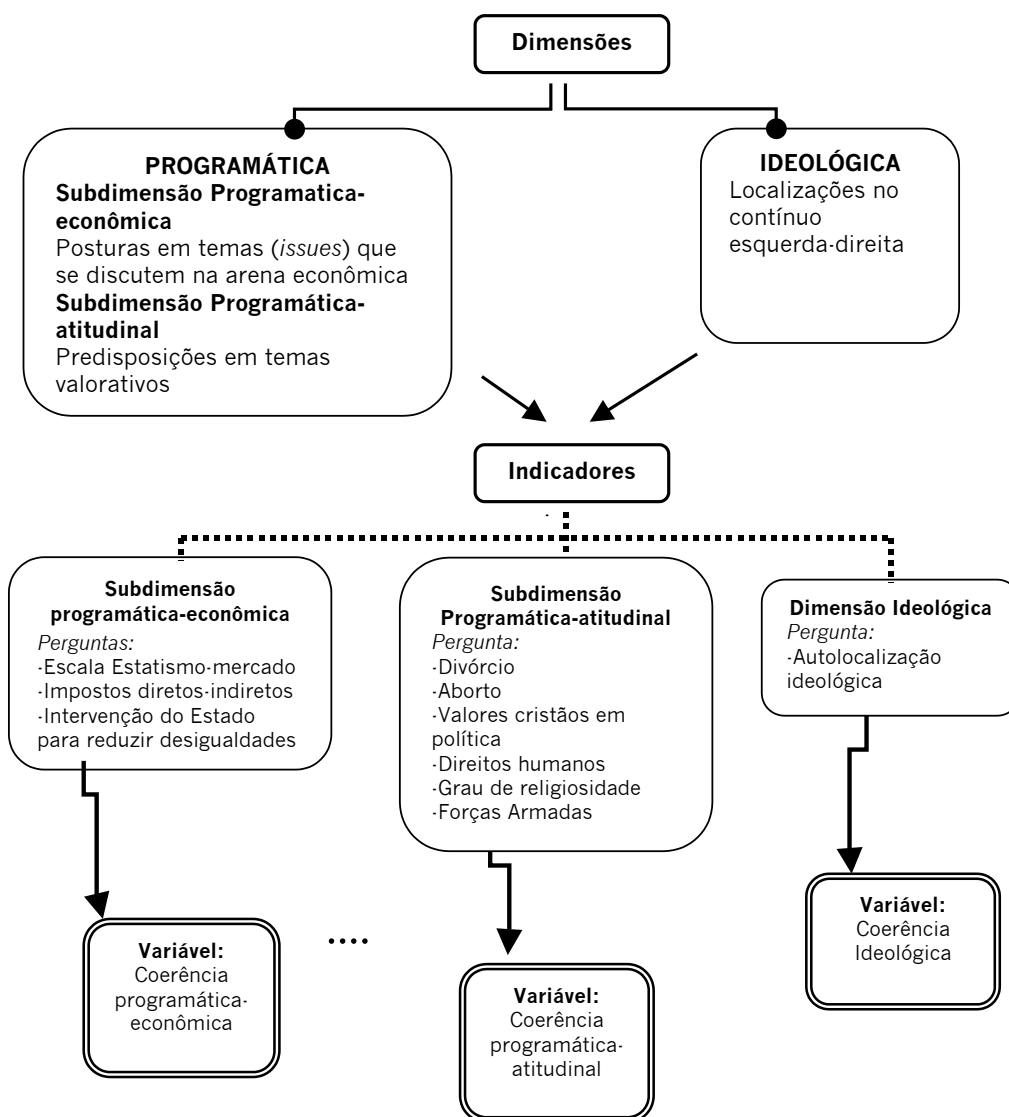 Dimensões
PROGRAMÁTICA
Subdimensão Programatica-
econômica
Posturas em temas (issues) que
se discutem na arena econômica
Subdimensão Programática-
atitudinal
Predisposições em temas
valorativos
IDEOLÓGICA
Localizações no
contínuo
esquerda-direita
Indicadores
Subdimensão
programática-econômica
Perguntas:
-Escala Estatismo-mercado
-Impostos diretos-indiretos
-Intervenção do Estado
para reduzir desigualdades
Subdimensão
Programática-atitudinal
Pergunta:
-Divórcio
-Aborto
-Valores cristãos em
política
-Direitos humanos
-Grau de religiosidade
-Forças Armadas
Dimensão Ideológica
Pergunta:
-Autolocalização
ideológica
Variável:
Coerência
programática-
econômica
....
Variável:
Coerência
programática-
atitudinal
Variável:
Coerência
Ideológica